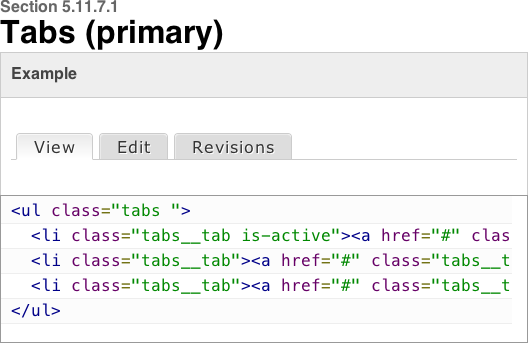 Section 5.11.7.1
Tabs (primary)
Example
View Edit Revisions
<ul class="tabs ">
<li class="tabs__tab is-active"><a href="#" clas
<li class="tabs__tab"><a href="#" class="tabs__t
<li class="tabs__tab"><a href="#" class="tabs__t
</ul>